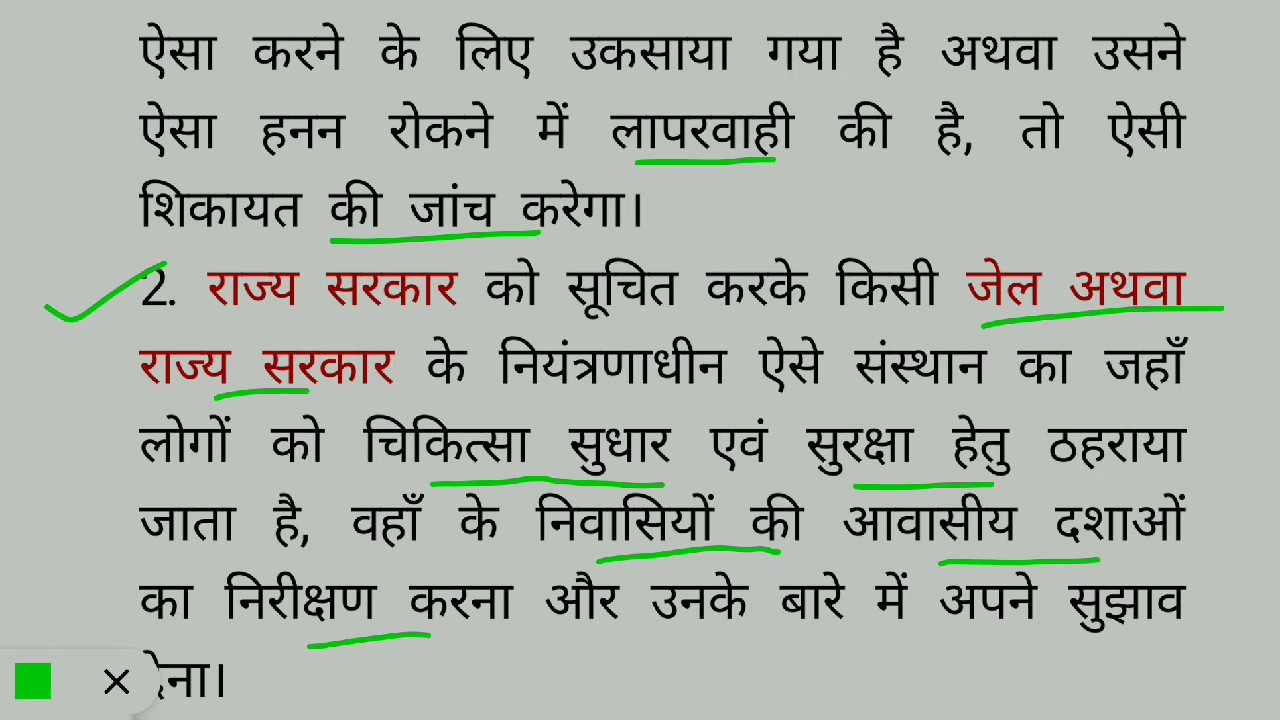 ऐसा करने के लिए उकसाया गया है अथवा उसने
ऐसा हनन रोकने में लापरवाही की है, तो ऐसी
शिकायत की जांच करेगा।
2. राज्य सरकार को सूचित करके किसी जेल अथवा
राज्य सरकार के नियंत्रणाधीन ऐसे संस्थान का जहाँ
लोगों को चिकित्सा सुधार एवं सुरक्षा हेतु ठहराया
जाता है, वहाँ के निवासियों की आवासीय दशाओं
का निरीक्षण करना और उनके बारे में अपने सुझाव
देना।